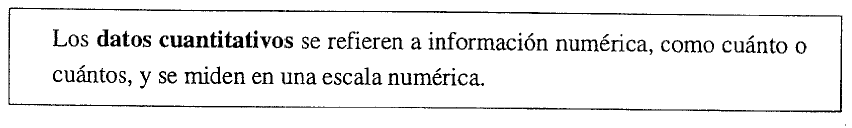 Los datos cuantitativos se refieren a información numérica, como cuánto o
cuántos, y se miden en una escala numérica.